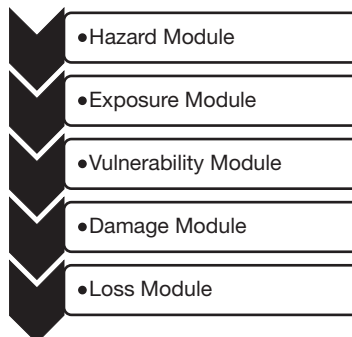 •Hazard Module
•Exposure Module
•Vulnerability Module
•Damage Module
•Loss Module